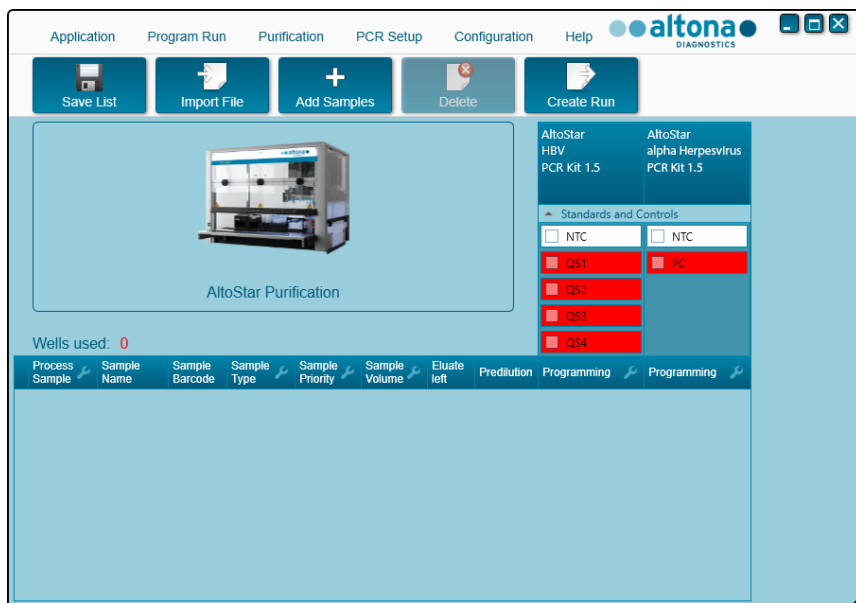 Application Program Run Purification PCR Setup Configuration Help
altona
DIAGNOSTICS
Save List Import File Add Samples Delete Create Run
AltoStar
HBV
PCR Kit 1.5
AltoStar
alpha Herpesvirus
PCR Kit 1.5
Standards and Controls
NTC NTC
QS1 PC
QS2
QS3
QS4
AltoStar Purification
Wells used: 0
Process Sample Sample Sample Sample Sample Eluate Predilution Programming Programming
Sample Name Barcode Type Priority Volume left